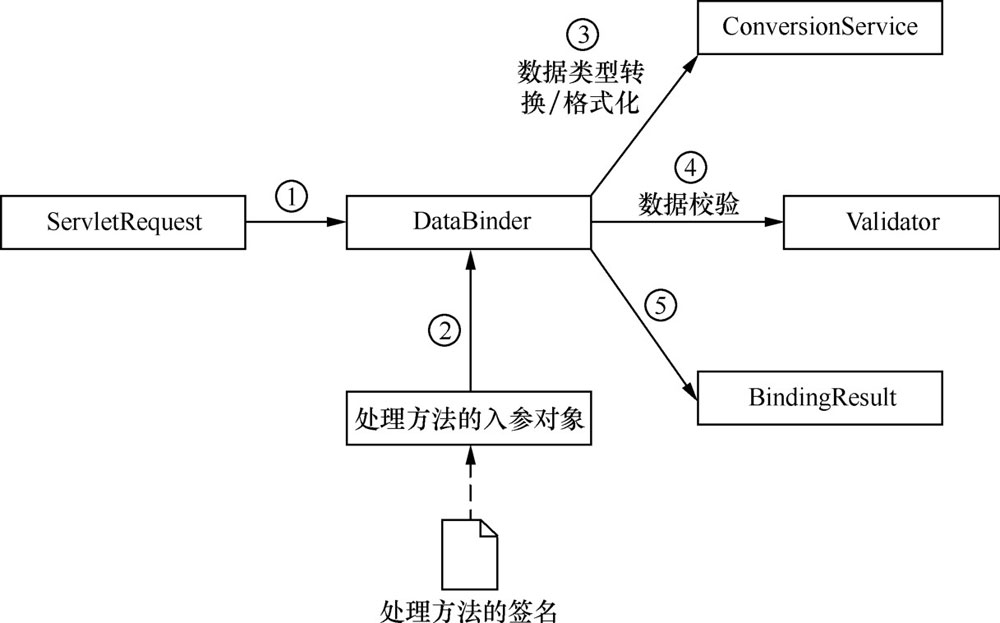 ③
ConversionService
数据类型转
换/格式化
④
数据校验
①
ServletRequest
DataBinder
Validator
②
⑤
处理方法的入参对象
BindingResult
处理方法的签名